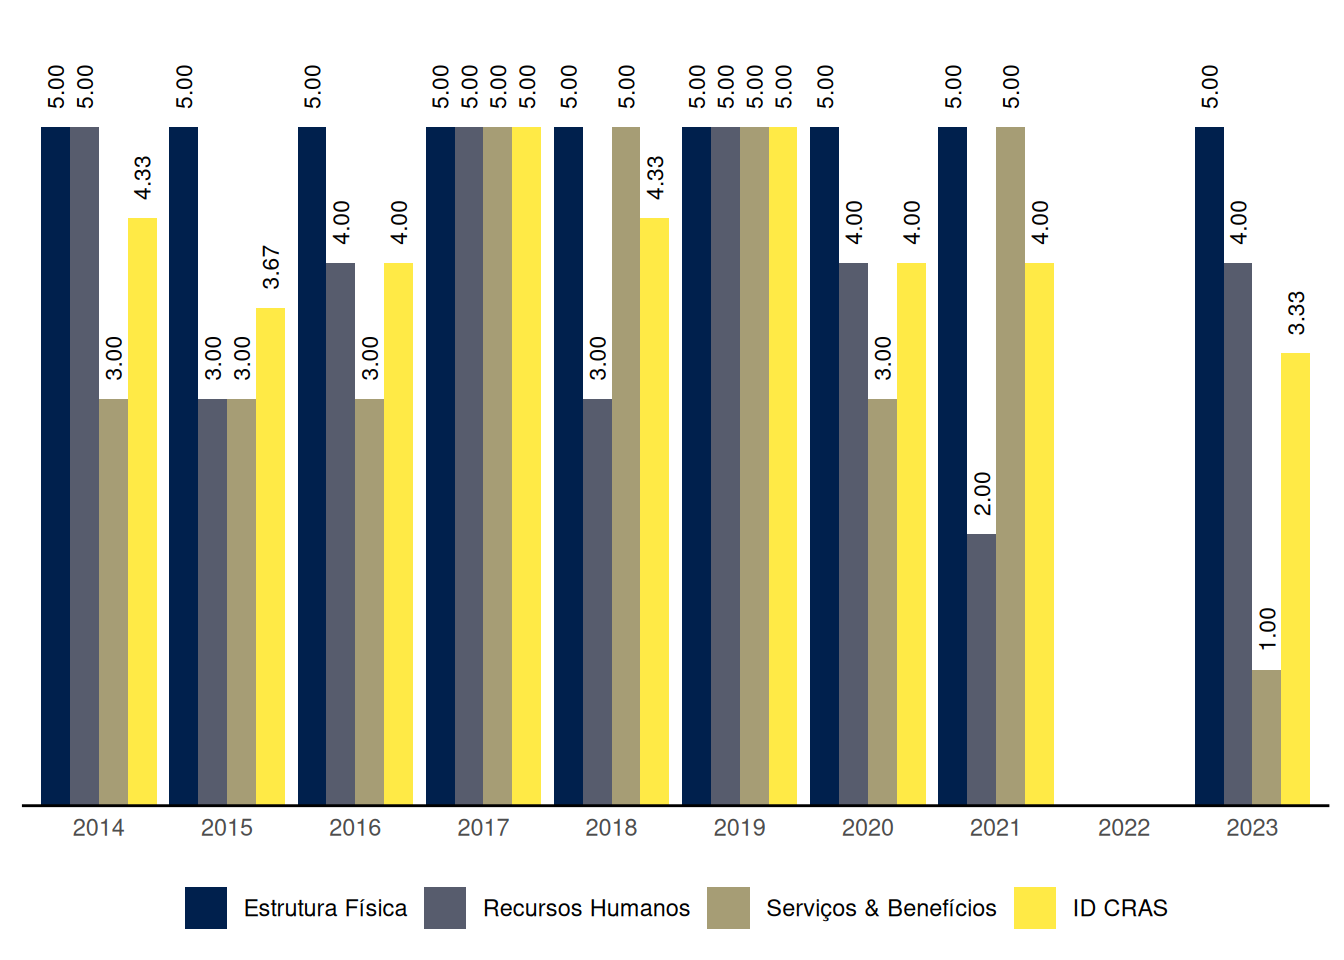 5.00 5.00 3.00 4.33
5.00 3.00 3.00 3.67
5.00 4.00 3.00 4.00
5.00 5.00 5.00 5.00
5.00 3.00 5.00 4.33
5.00 5.00 5.00 5.00
5.00 4.00 3.00 4.00
5.00 2.00 5.00 4.00
5.00 4.00 1.00 3.33
2014 2015 2016 2017 2018 2019 2020 2021 2022 2023
Estrutura Física Recursos Humanos Serviços & Benefícios ID CRAS